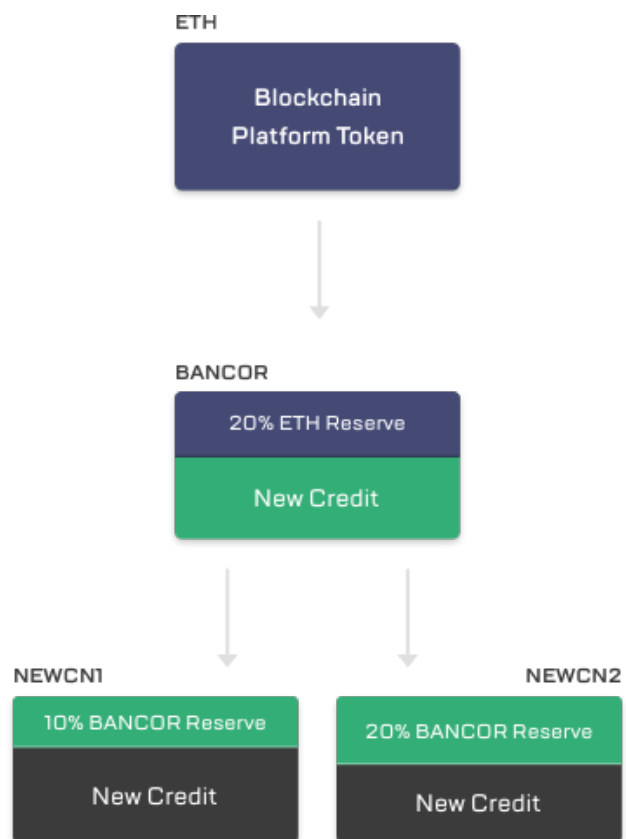 ETH
Blockchain
Platform Token
BANCOR
20% ETH Reserve
New Credit
NEWCN1
10% BANCOR Reserve
New Credit
NEWCN2
20% BANCOR Reserve
New Credit